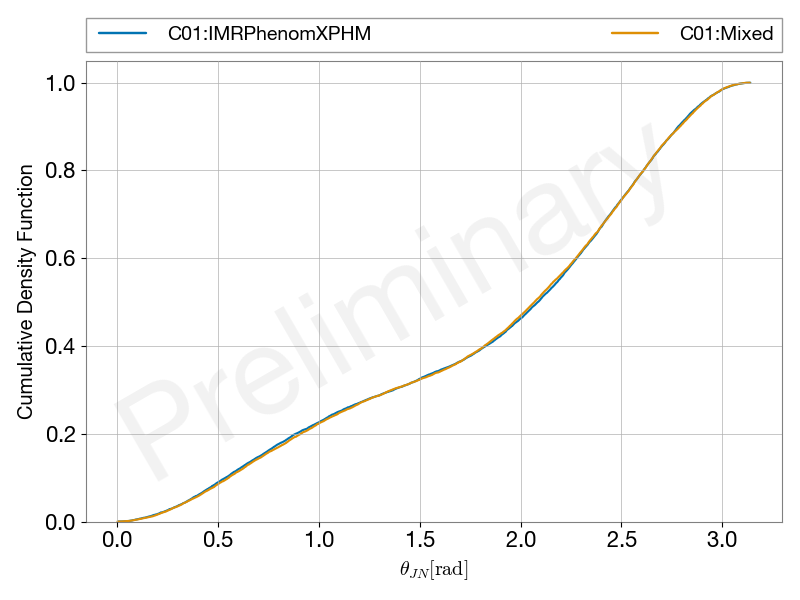 C01:IMRPhenomXPHM
C01:Mixed
Preliminary
Cumulative Density Function
1.0
0.8
0.6
0.4
0.2
0.0
0.0 0.5 1.0 1.5 2.0 2.5 3.0
θ_JN[rad]